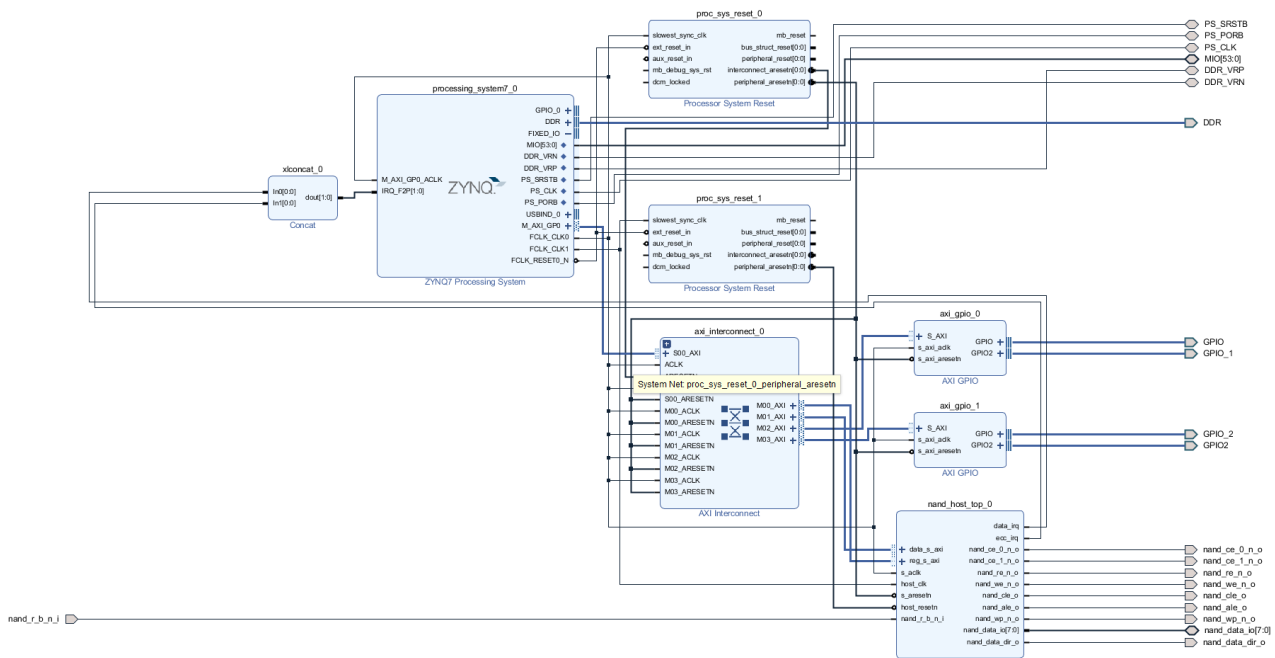 proc_sys_reset_0
slowest_sync_clk
ext_reset_in
aux_reset_in
mb_debug_sys_rst
dcm_locked
mb_reset
bus_struct_reset[0:0]
peripheral_reset[0:0]
interconnect_aresetn[0:0]
peripheral_aresetn[0:0]
Processor System Reset
PS_SRSTB
PS_PORB
PS_CLK
MIO[53:0]
DDR_VRP
DDR_VRN
DDR
processing_system7_0
M_AXI_GP0_ACLK
IRQ_F2P[1:0]
ZYNQ
GPIO_0
DDR
FIXED_IO
MIO[53:0]
DDR_VRN
DDR_VRP
PS_SRSTB
PS_CLK
PS_PORB
USBIND_0
M_AXI_GP0
FCLK_CLK0
FCLK_CLK1
FCLK_RESET0_N
ZYNQ7 Processing System
xlconcat_0
In0[0:0]
In1[0:0]
dout[1:0]
Concat
proc_sys_reset_1
slowest_sync_clk
ext_reset_in
aux_reset_in
mb_debug_sys_rst
dcm_locked
mb_reset
bus_struct_reset[0:0]
peripheral_reset[0:0]
interconnect_aresetn[0:0]
peripheral_aresetn[0:0]
Processor System Reset
axi_interconnect_0
S00_AXI
ACLK
System Net: proc_sys_reset_0_peripheral_aresetn
S00_ARESETN
M00_ACLK
M00_ARESETN
M01_ACLK
M01_ARESETN
M02_ACLK
M02_ARESETN
M03_ACLK
M03_ARESETN
M00_AXI
M01_AXI
M02_AXI
M03_AXI
AXI Interconnect
axi_gpio_0
S_AXI
s_axi_aclk
s_axi_aresetn
GPIO
GPIO2
AXI GPIO
GPIO
GPIO_1
axi_gpio_1
S_AXI
s_axi_aclk
s_axi_aresetn
GPIO
GPIO2
AXI GPIO
GPIO_2
GPIO2
nand_host_top_0
data_s_axi
reg_s_axi
s_aclk
host_clk
s_aresetn
host_resetn
nand_r_b_n_i
data_irq
ecc_irq
nand_ce_0_n_o
nand_ce_1_n_o
nand_re_n_o
nand_we_n_o
nand_cle_o
nand_ale_o
nand_wp_n_o
nand_data_io[7:0]
nand_data_dir_o
nand_ce_0_n_o
nand_ce_1_n_o
nand_re_n_o
nand_we_n_o
nand_cle_o
nand_ale_o
nand_wp_n_o
nand_data_io[7:0]
nand_data_dir_o
nand_r_b_n_i